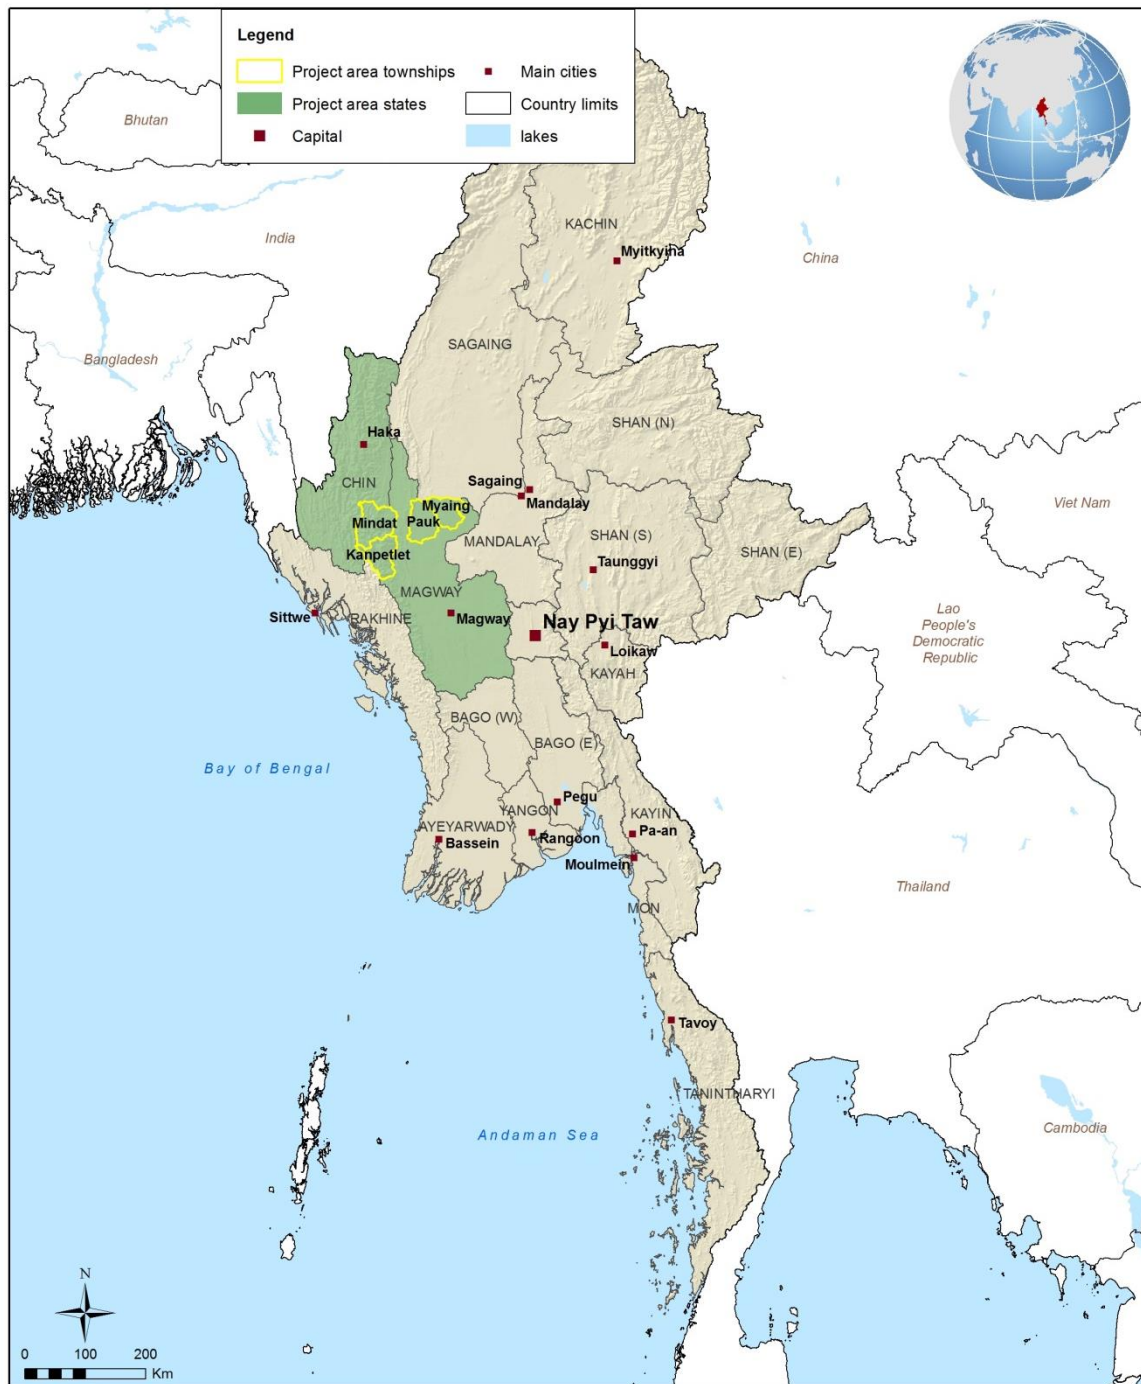 Legend
Project area townships
Main cities
Project area states
Country limits
Capital
lakes
Bhutan
India
China
KACHIN
Myitkyina
Bangladesh
SAGAING
SHAN (N)
Haka
CHIN
Sagaing
Mandalay
Viet Nam
Myaing
Mindat
Pauk
Kanpetlet
MANDALAY
SHAN (S)
SHAN (E)
Taunggyi
MAGWAY
Sittwe
RAKHINE
Magway
Nay Pyi Taw
Loikaw
KAYAH
Lao
People's
Democratic
Republic
BAGO (W)
BAGO (E)
Bay of Bengal
Pegu
YANGON
KAYIN
AYEYARWADY
Bassein
Rangoon
Pa-an
Moulmein
Thailand
MON
Tavoy
TANINTHARYI
Andaman Sea
Cambodia
N
0 100 200
Km